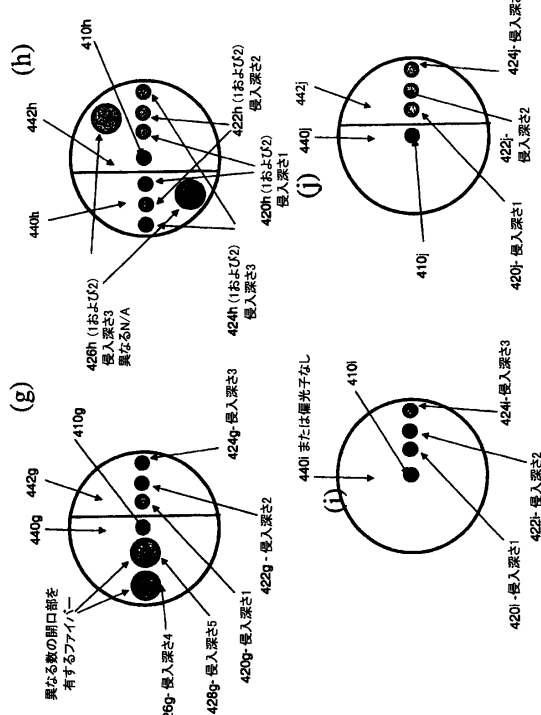 (g)
440g
442g
410g
異なる数の開口部を
有するファイバー
424g- 侵入深さ3
422g - 侵入深さ2
420g- 侵入深さ1
428g- 侵入深さ5
26g- 侵入深さ4
(h)
440h
442h
410h
426h (1および2)
侵入深さ3
異なるN/A
422h (1および2)
侵入深さ2
420h (1および2)
侵入深さ1
424h (1および2)
侵入深さ3
(i)
440i または偏光子なし
410i
424i-侵入深さ3
422i- 侵入深さ2
420i -侵入深さ1
(j)
440j
442j
410j
424j- 侵入深さ
422j-
侵入深さ2
420j- 侵入深さ1